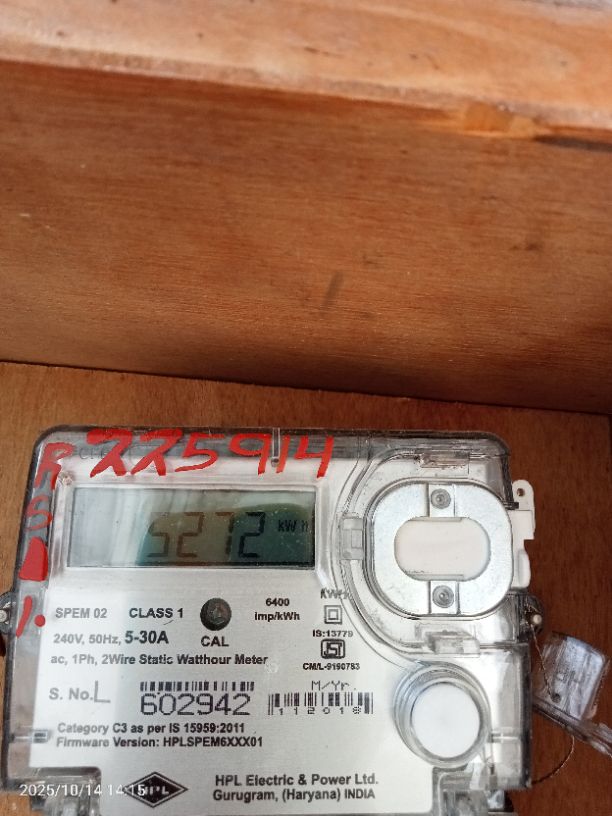 225914
R
S
1.
5272 kWh
SPEM 02 CLASS 1
6400
imp/kWh
240V, 50Hz, 5-30A
CAL
IS:13779
ac, 1Ph, 2Wire Static Watthour Meter
CM/L-9190783
S. No. L 602942
M/Yr.
112018
Category C3 as per IS 15959:2011
Firmware Version: HPLSPEM6XXX01
HPL
HPL Electric & Power Ltd.
Gurugram, (Haryana) INDIA
2025/10/14 14:15